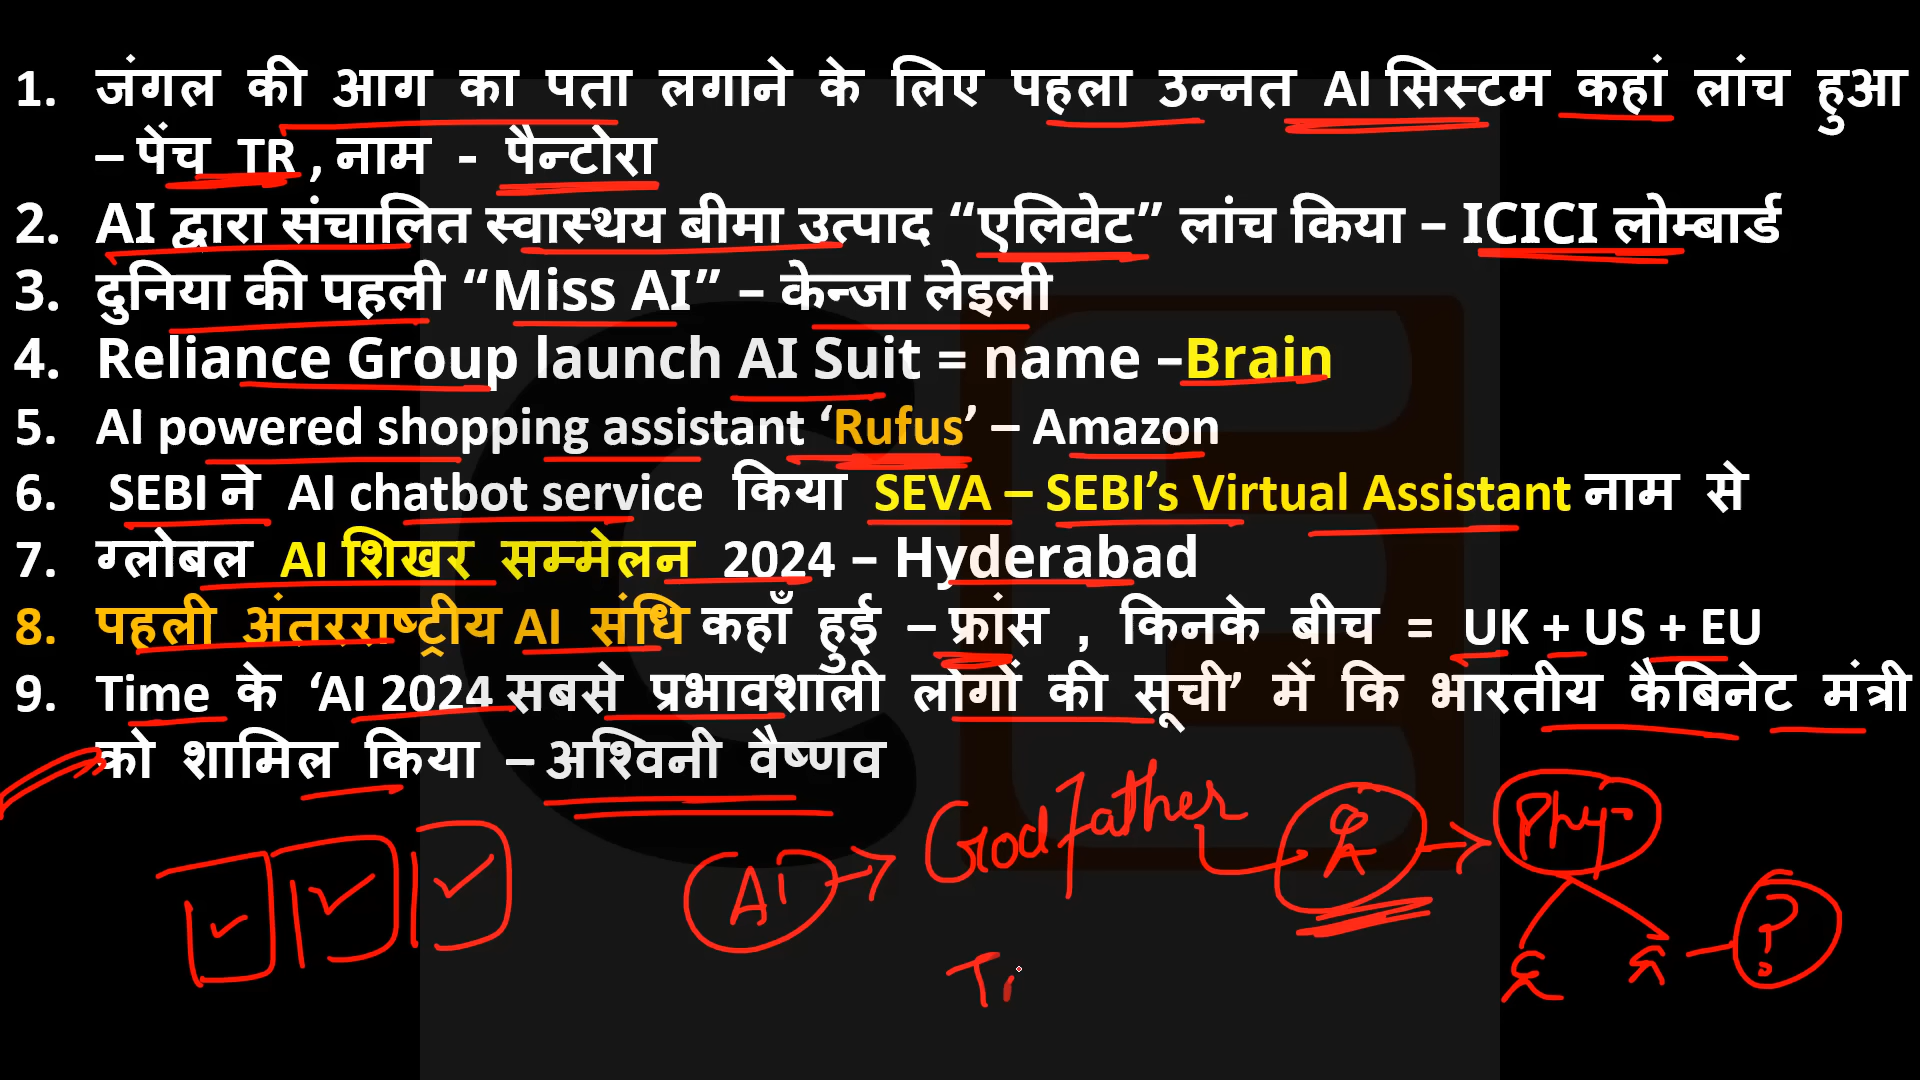 1. जंगल की आग का पता लगाने के लिए पहला उन्नत AI सिस्टम कहां लांच हुआ
– पेंच TR , नाम - पैन्टोरा
2. AI द्वारा संचालित स्वास्थय बीमा उत्पाद “एलिवेट” लांच किया – ICICI लोम्बार्ड
3. दुनिया की पहली “Miss AI” – केन्जा लेइली
4. Reliance Group launch AI Suit = name –Brain
5. AI powered shopping assistant ‘Rufus’ – Amazon
6. SEBI ने AI chatbot service किया SEVA – SEBI’s Virtual Assistant नाम से
7. ग्लोबल AI शिखर सम्मेलन 2024 – Hyderabad
8. पहली अंतरराष्ट्रीय AI संधि कहाँ हुई – फ्रांस , किनके बीच = UK + US + EU
9. Time के ‘AI 2024 सबसे प्रभावशाली लोगों की सूची’ में कि भारतीय कैबिनेट मंत्री
को शामिल किया – अश्विनी वैष्णव
Ai Godfather Phy
?
Ti